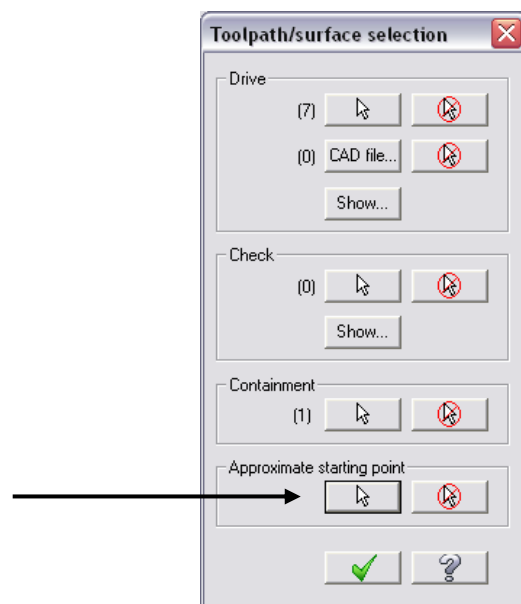 Toolpath/surface selection
Drive
(7)
(0) CAD file...
Show...
Check
(0)
Show...
Containment
(1)
Approximate starting point